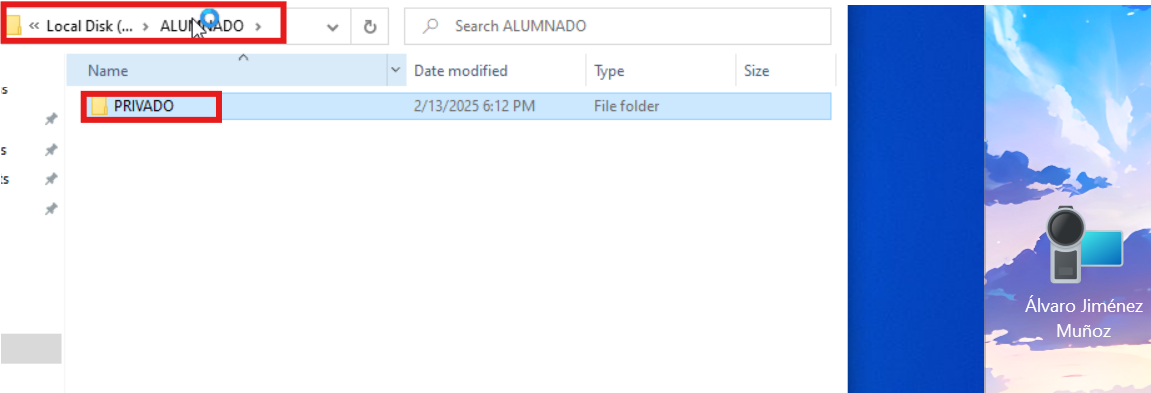 « Local Disk (... › ALUMNADO ›
Search ALUMNADO
Name
Date modified
Type
Size
PRIVADO
2/13/2025 6:12 PM
File folder
s
s
ts
Álvaro Jiménez
Muñoz